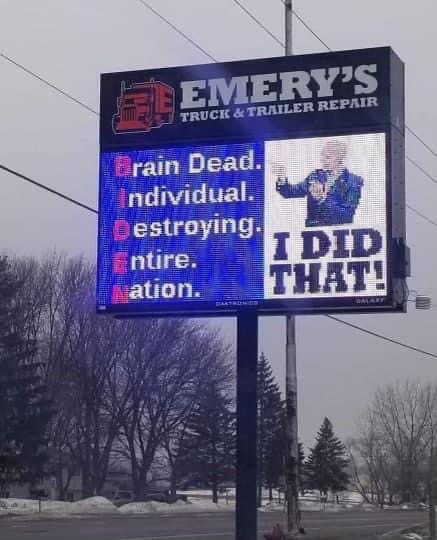 EMERY'S
TRUCK & TRAILER REPAIR
Brain Dead.
Individual.
Destroying.
Entire.
Nation.
I DID
THAT!
DAKTRONICS
GALAXY